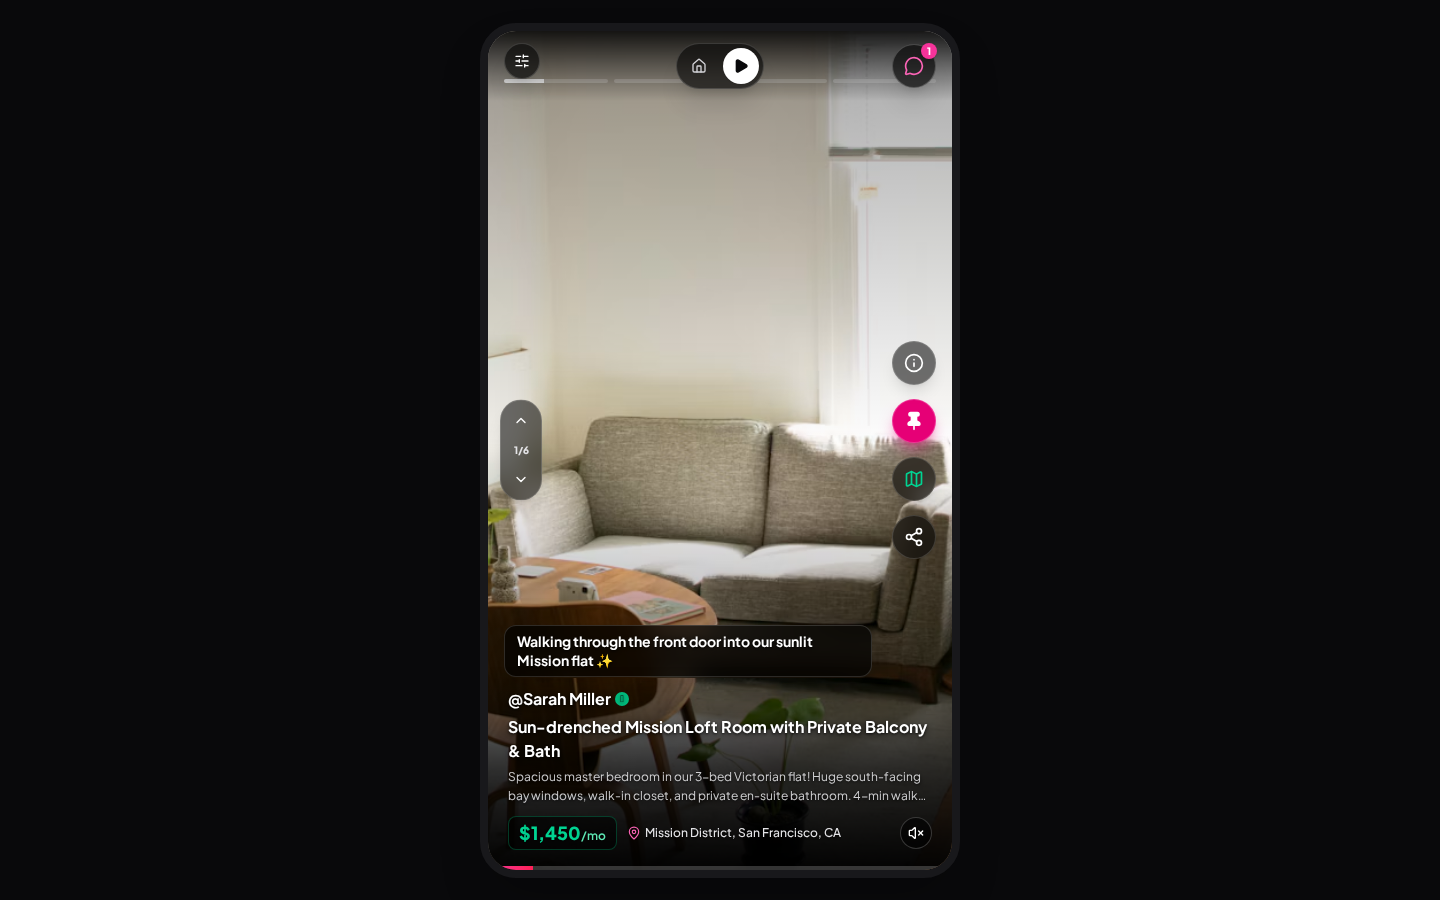 1
1/6
Walking through the front door into our sunlit
Mission flat ✨
@Sarah Miller
Sun-drenched Mission Loft Room with Private Balcony
& Bath
Spacious master bedroom in our 3-bed Victorian flat! Huge south-facing
bay windows, walk-in closet, and private en-suite bathroom. 4-min walk…
$1,450/mo
Mission District, San Francisco, CA